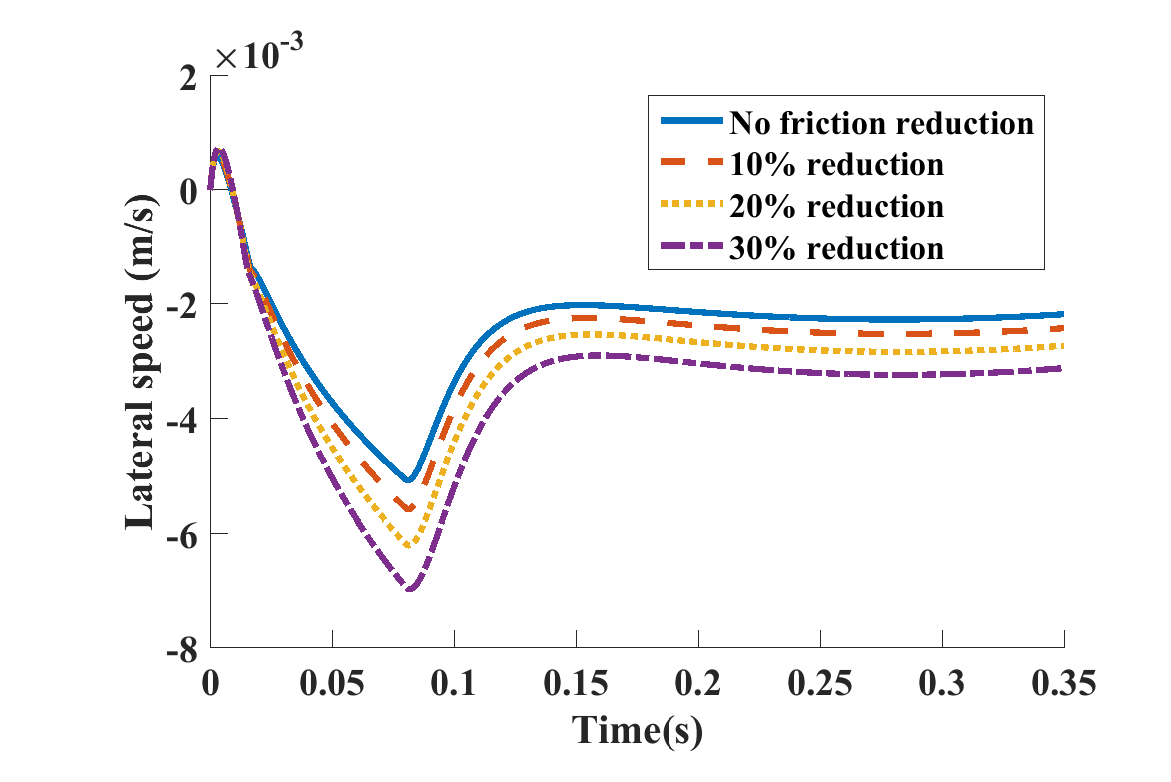 ×10-3
2
0
-2
-4
-6
-8
Lateral speed (m/s)
No friction reduction
10% reduction
20% reduction
30% reduction
0 0.05 0.1 0.15 0.2 0.25 0.3 0.35
Time(s)